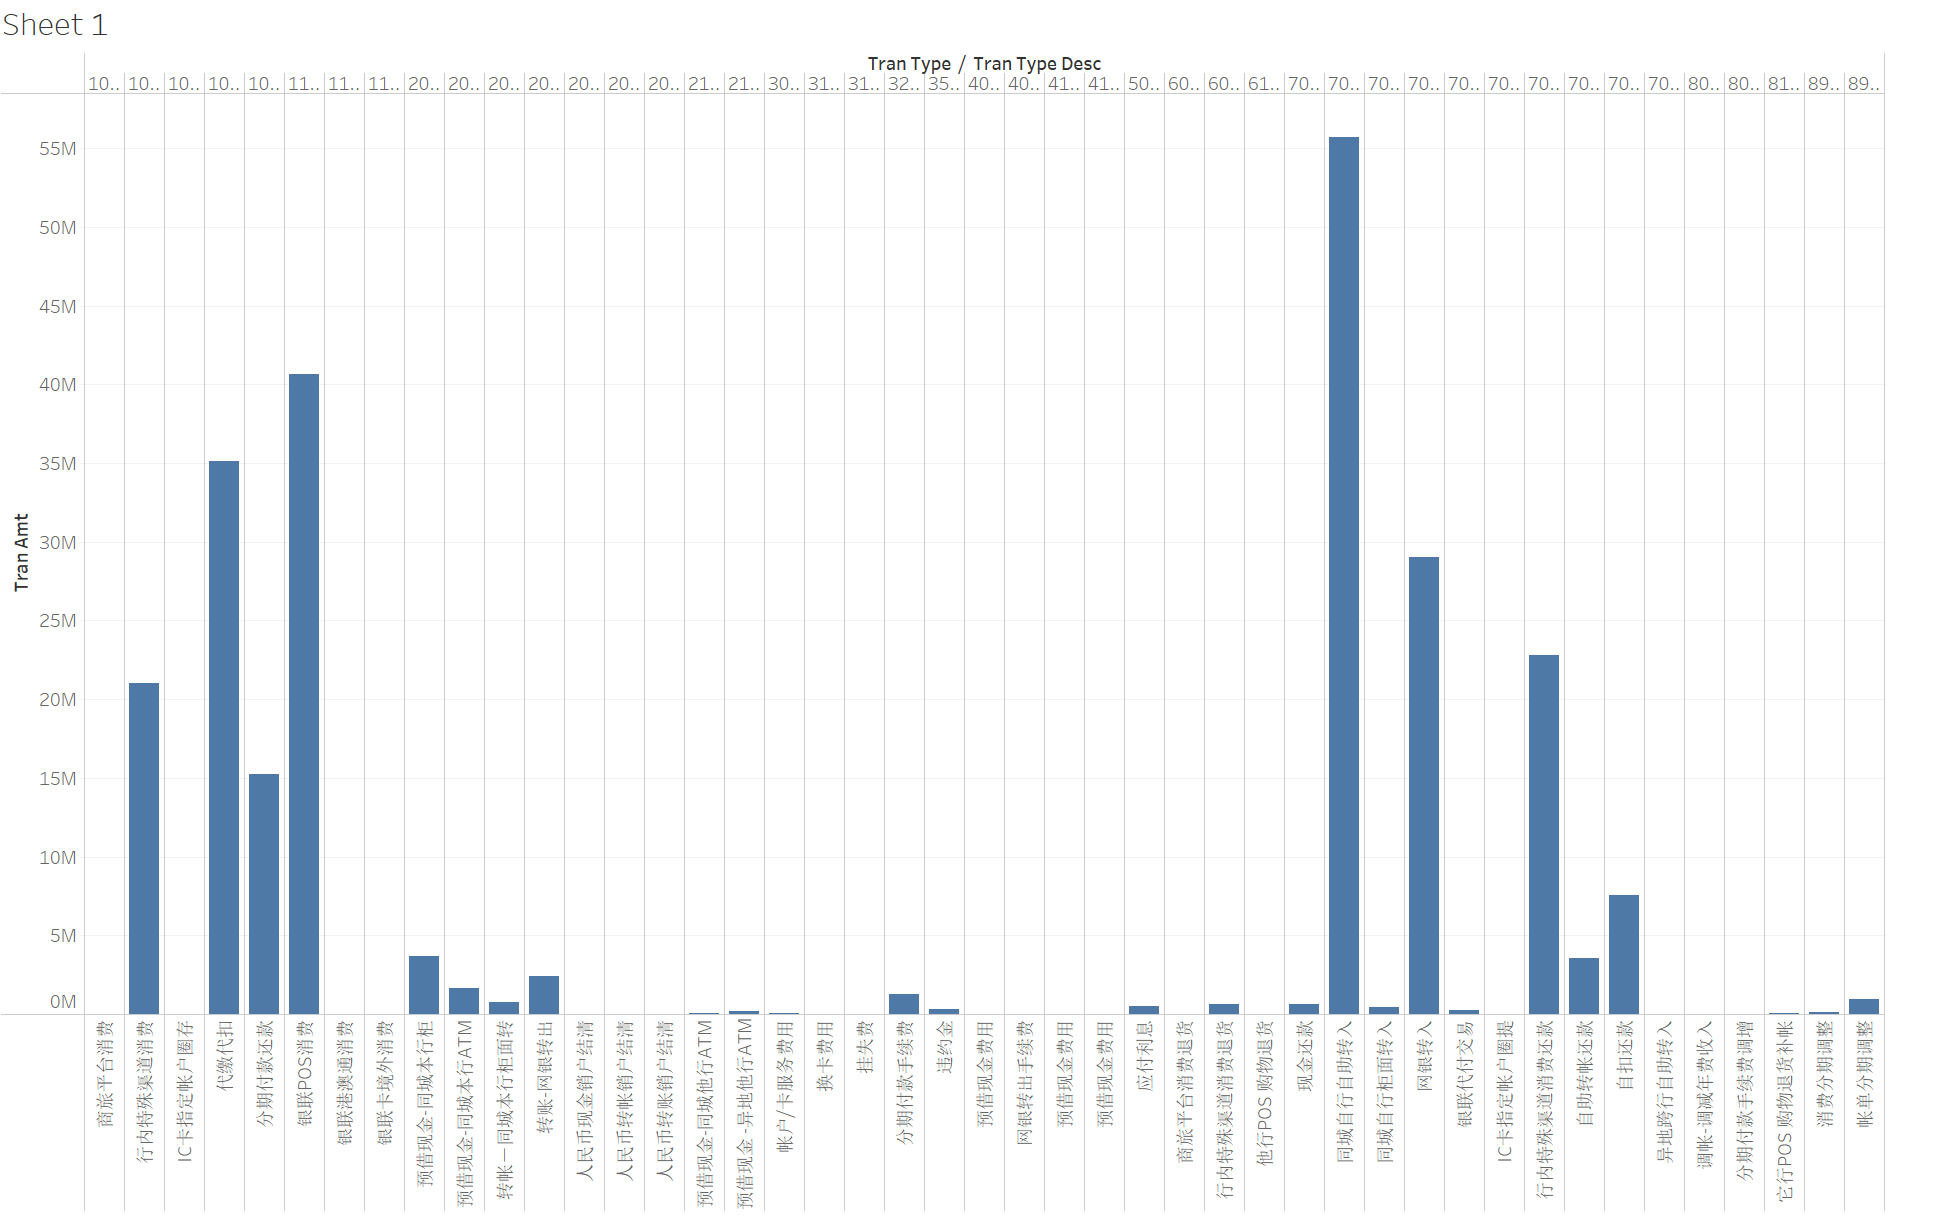 Sheet 1
Tran Type / Tran Type Desc
10.. 10.. 10.. 10.. 10.. 11.. 11.. 11.. 20.. 20.. 20.. 20.. 20.. 20.. 20.. 21.. 21.. 30.. 31.. 31.. 32.. 35.. 40.. 40.. 41.. 41.. 50.. 60.. 60.. 61.. 70.. 70.. 70.. 70.. 70.. 70.. 70.. 70.. 70.. 70.. 80.. 80.. 81.. 89.. 89..
55M
50M
45M
40M
35M
30M
25M
20M
15M
10M
5M
0M
Tran Amt
商旅平台消费
行内特殊渠道消费
IC卡指定帐户圈存
代缴代扣
分期付款还款
银联POS消费
银联港澳通消费
银联卡境外消费
预借现金-同城本行柜
预借现金-同城本行ATM
转帐－同城本行柜面转
转账-网银转出
人民币现金销户结清
人民币转帐销户结清
人民币转账销户结清
预借现金-同城他行ATM
预借现金 -异地他行ATM
帐户/卡服务费用
换卡费用
挂失费
分期付款手续费
违约金
预借现金费用
网银转出手续费
预借现金费用
预借现金费用
应付利息
商旅平台消费退货
行内特殊渠道消费退货
他行POS 购物退货
现金还款
同城自行自助转入
同城自行柜面转入
网银转入
银联代付交易
IC卡指定帐户圈提
行内特殊渠道消费还款
自助转帐还款
自扣还款
异地跨行自助转入
调帐-调减年费收入
分期付款手续费调增
它行POS 购物退货补帐
消费分期调整
帐单分期调整